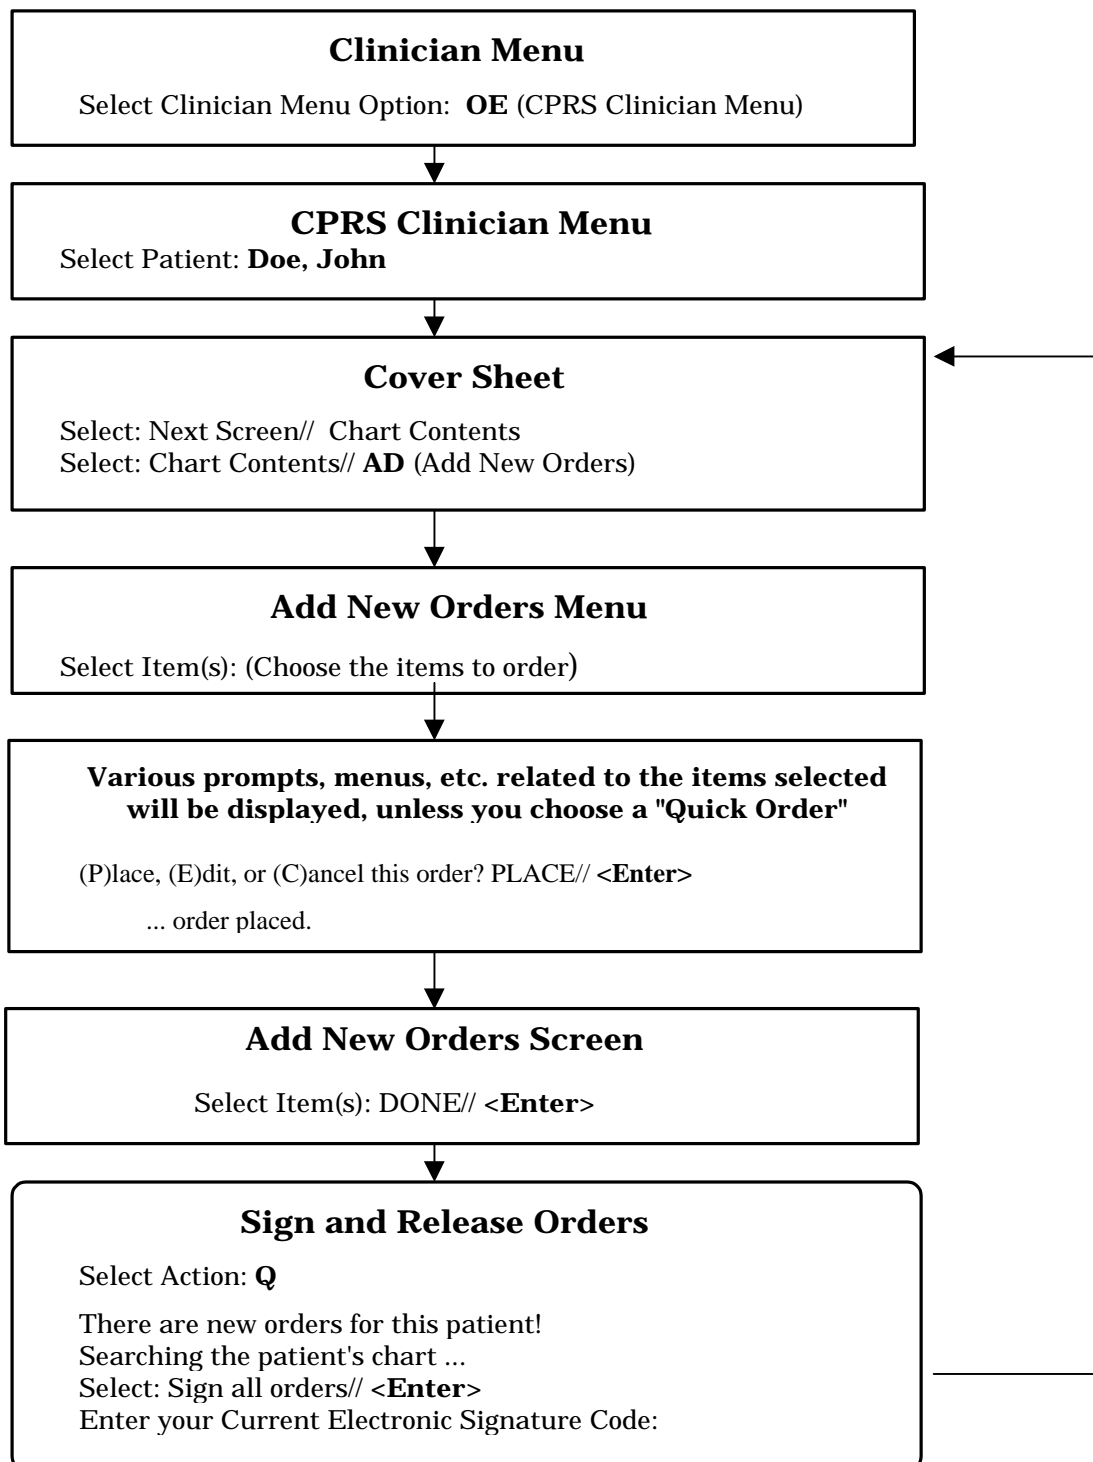 Clinician Menu
Select Clinician Menu Option: OE (CPRS Clinician Menu)
CPRS Clinician Menu
Select Patient: Doe, John
Cover Sheet
Select: Next Screen// Chart Contents
Select: Chart Contents// AD (Add New Orders)
Add New Orders Menu
Select Item(s): (Choose the items to order)
Various prompts, menus, etc. related to the items selected
will be displayed, unless you choose a "Quick Order"
(P)lace, (E)dit, or (C)ancel this order? PLACE// <Enter>
... order placed.
Add New Orders Screen
Select Item(s): DONE// <Enter>
Sign and Release Orders
Select Action: Q
There are new orders for this patient!
Searching the patient's chart ...
Select: Sign all orders// <Enter>
Enter your Current Electronic Signature Code: